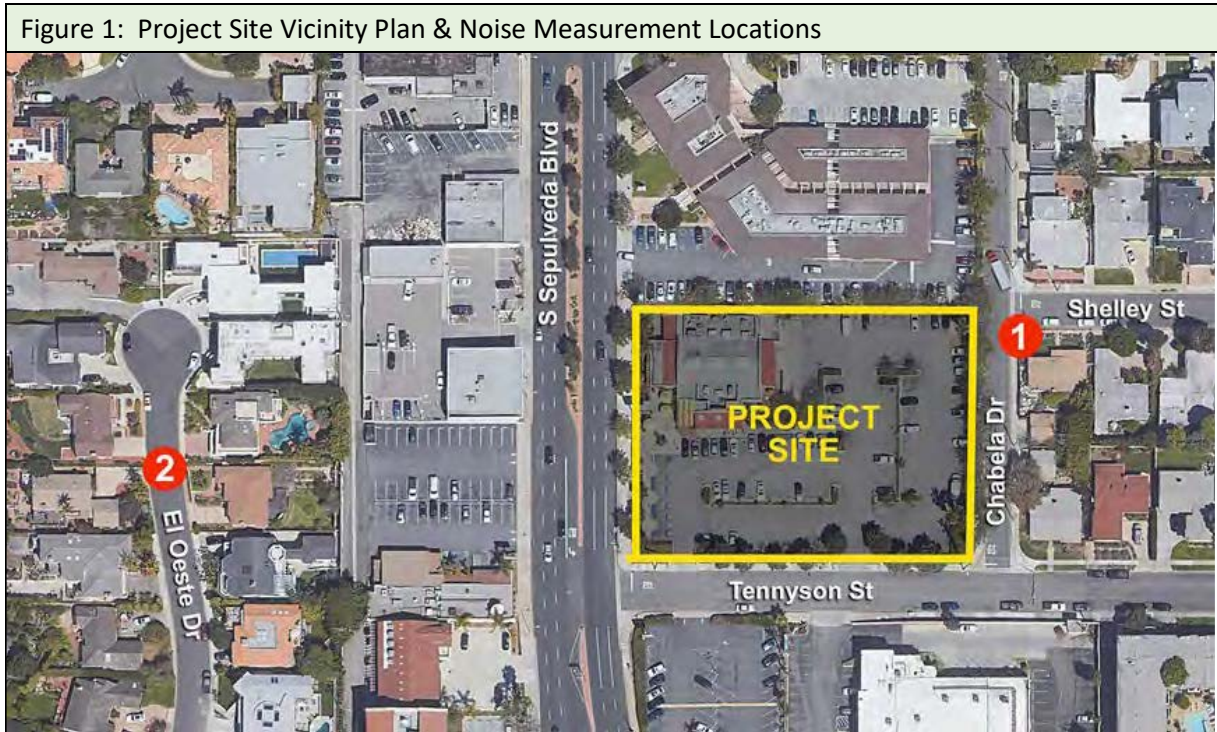 Figure 1: Project Site Vicinity Plan & Noise Measurement Locations
S Sepulveda Blvd
Shelley St
1
PROJECT
SITE
Chabela Dr
2
El Oeste Dr
Tennyson St